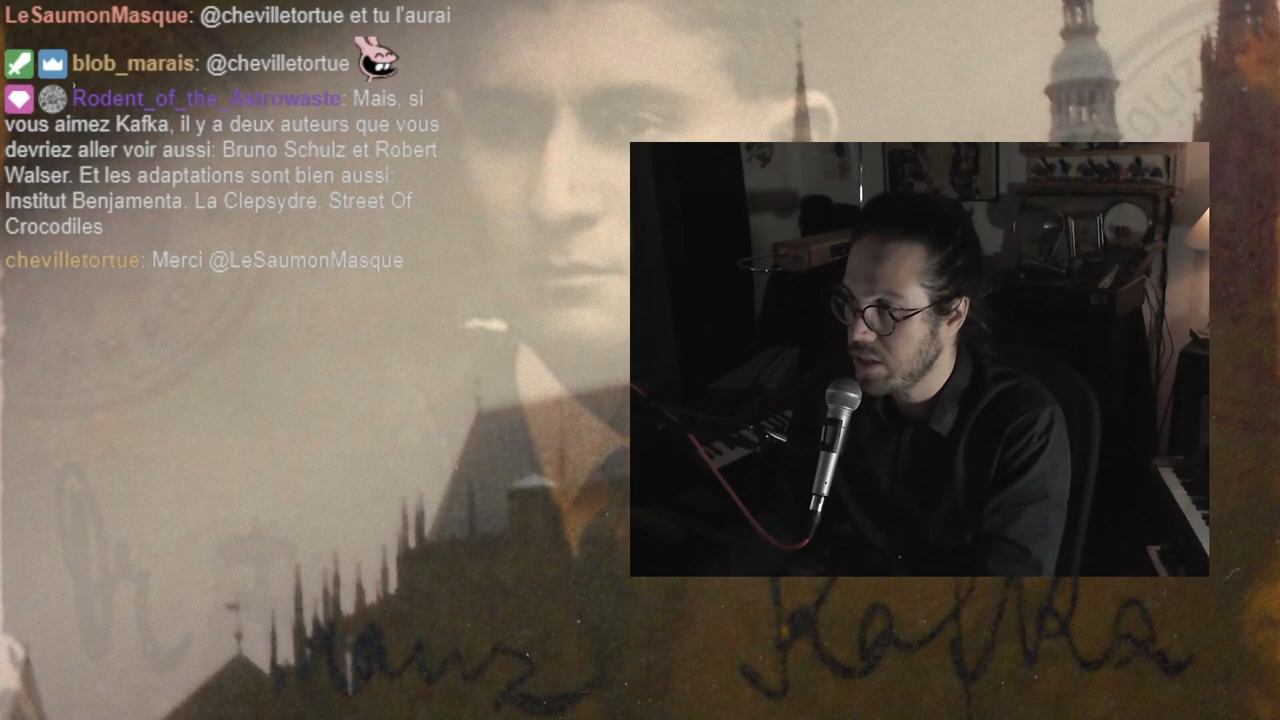 LeSaumonMasque: @chevilletortue et tu l'aurai
blob_marais: @chevilletortue
Rodent_of_the_Astrowaste: Mais, si
vous aimez Kafka, il y a deux auteurs que vous
devriez aller voir aussi: Bruno Schulz et Robert
Walser. Et les adaptations sont bien aussi:
Institut Benjamenta, La Clepsydre, Street Of
Crocodiles
chevilletortue: Merci @LeSaumonMasque
Franz Kafka